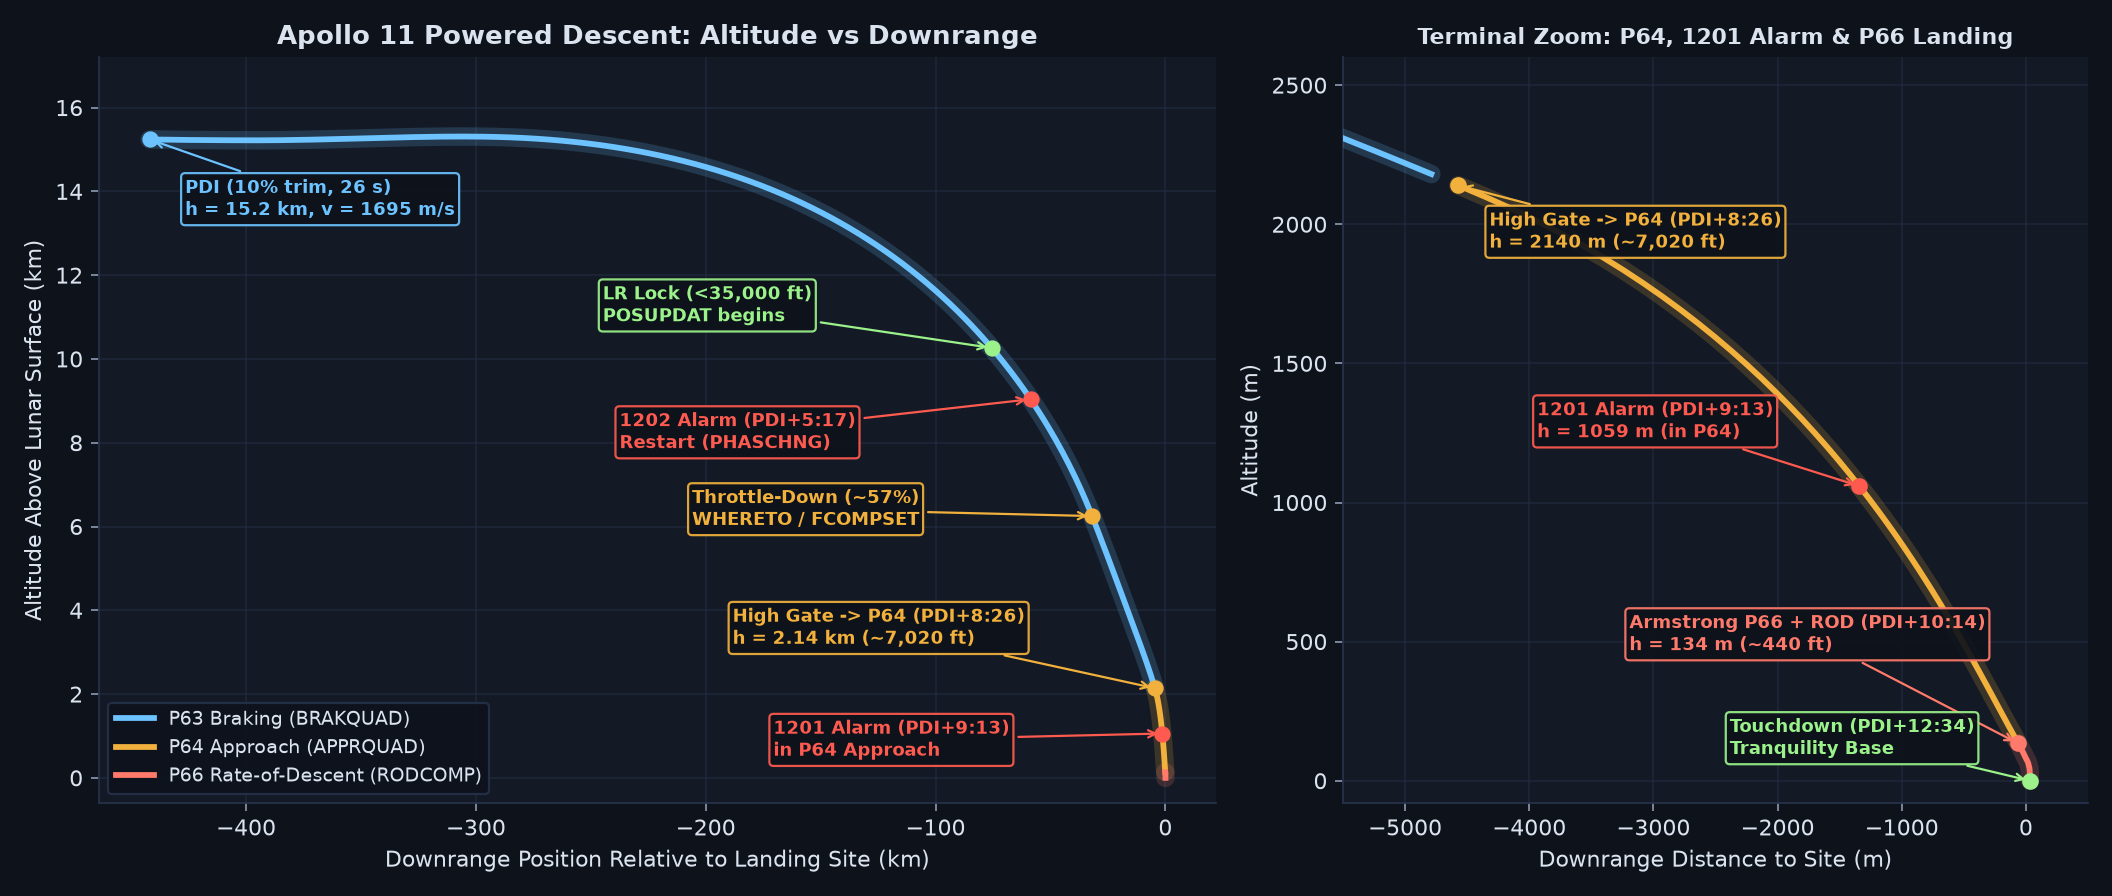 Apollo 11 Powered Descent: Altitude vs Downrange
Altitude Above Lunar Surface (km)
16
14
12
10
8
6
4
2
0
PDI (10% trim, 26 s)
h = 15.2 km, v = 1695 m/s
LR Lock (<35,000 ft)
POSUPDAT begins
1202 Alarm (PDI+5:17)
Restart (PHASCHNG)
Throttle-Down (~57%)
WHERETO / FCOMPSET
High Gate -> P64 (PDI+8:26)
h = 2.14 km (~7,020 ft)
1201 Alarm (PDI+9:13)
in P64 Approach
P63 Braking (BRAKQUAD)
P64 Approach (APPRQUAD)
P66 Rate-of-Descent (RODCOMP)
−400 −300 −200 −100 0
Downrange Position Relative to Landing Site (km)
Terminal Zoom: P64, 1201 Alarm & P66 Landing
Altitude (m)
2500
2000
1500
1000
500
0
High Gate -> P64 (PDI+8:26)
h = 2140 m (~7,020 ft)
1201 Alarm (PDI+9:13)
h = 1059 m (in P64)
Armstrong P66 + ROD (PDI+10:14)
h = 134 m (~440 ft)
Touchdown (PDI+12:34)
Tranquility Base
−5000 −4000 −3000 −2000 −1000 0
Downrange Distance to Site (m)